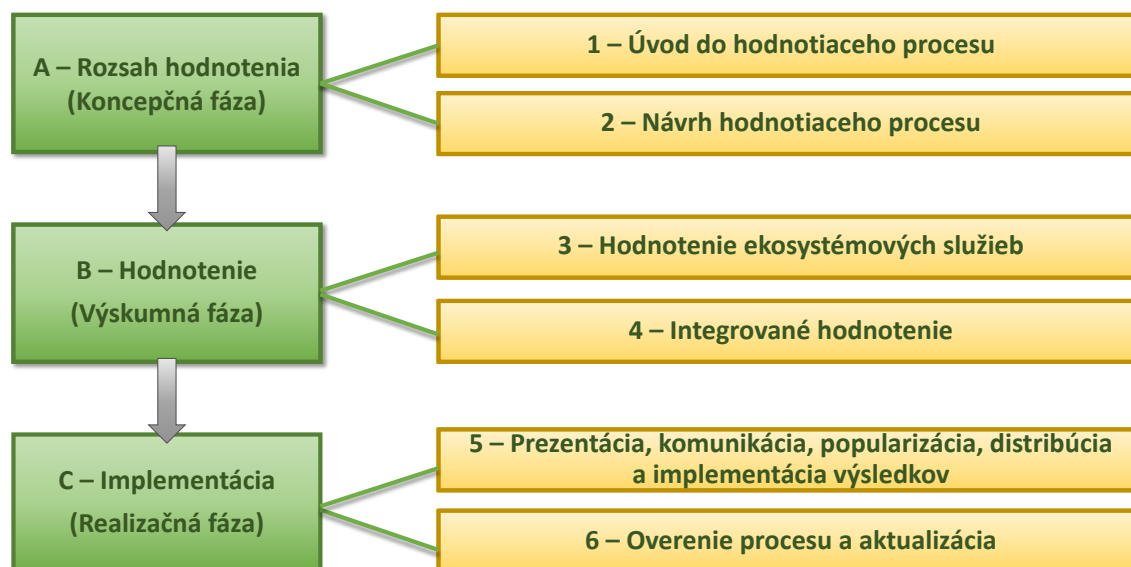 A – Rozsah hodnotenia
(Koncepčná fáza)
1 – Úvod do hodnotiaceho procesu
2 – Návrh hodnotiaceho procesu
B – Hodnotenie
(Výskumná fáza)
3 – Hodnotenie ekosystémových služieb
4 – Integrované hodnotenie
C – Implementácia
(Realizačná fáza)
5 – Prezentácia, komunikácia, popularizácia, distribúcia
a implementácia výsledkov
6 – Overenie procesu a aktualizácia